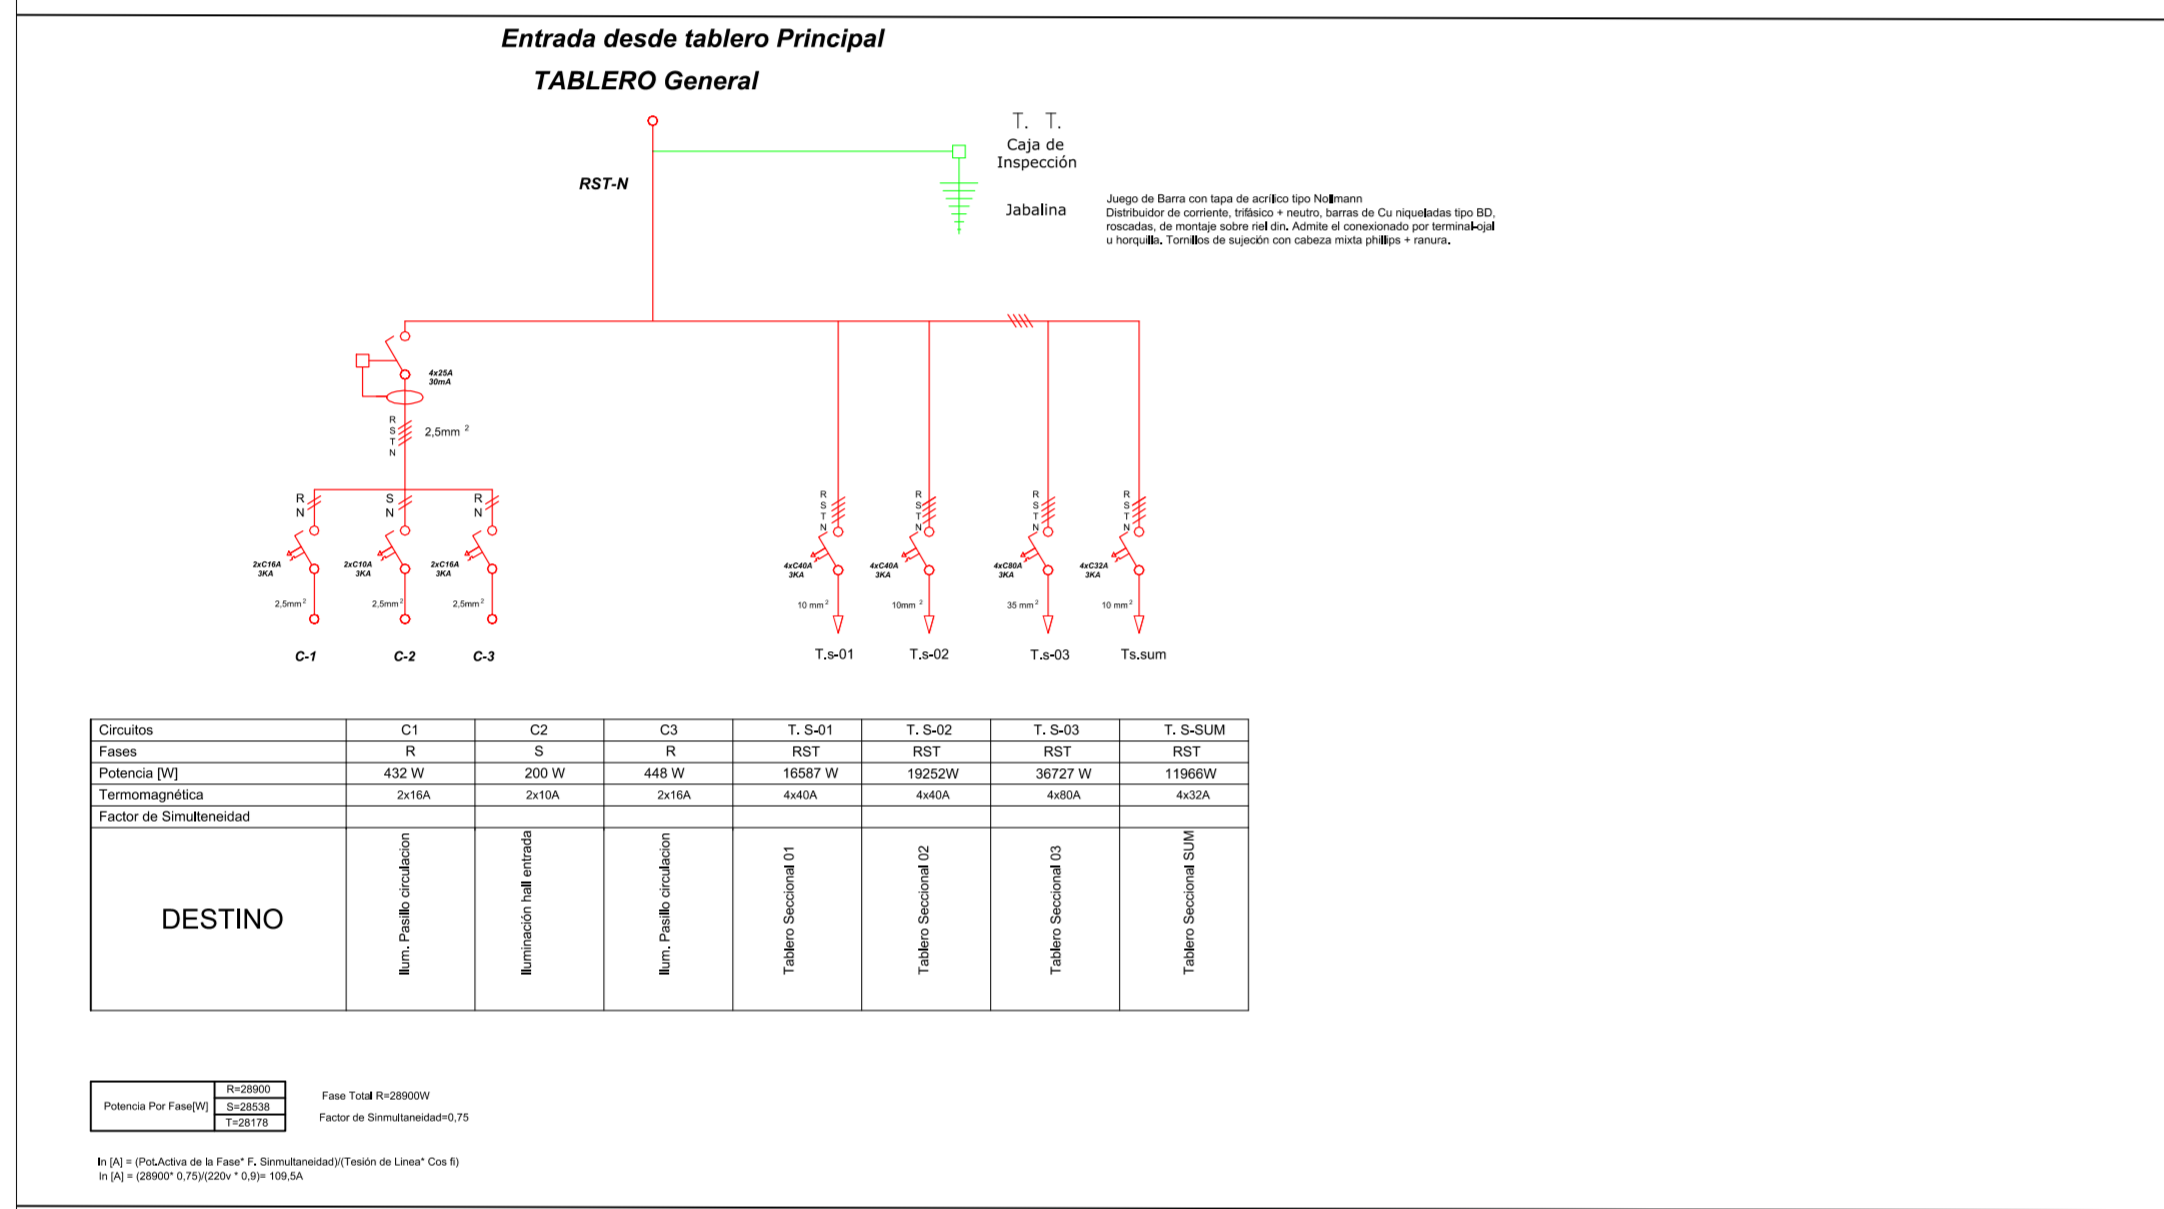 Entrada desde tablero Principal
TABLERO General
T. T.
Caja de
Inspección
RST-N
Jabalina
Juego de Barra con tapa de acrílico tipo Nollmann
Distribuidor de corriente, trifásico + neutro, barras de Cu niqueladas tipo BD,
roscadas, de montaje sobre riel din. Admite el conexionado por terminal-ojal
u horquilla. Tornillos de sujeción con cabeza mixta phillips + ranura.
4x25A
30mA
R
S
T
N
2,5mm 2
R
N
S
N
R
N
R
S
T
N
R
S
T
N
R
S
T
N
R
S
T
N
2xC16A
3KA
2xC10A
3KA
2xC16A
3KA
4xC40A
3KA
4xC40A
3KA
4xC80A
3KA
4xC32A
3KA
2,5mm 2
2,5mm 2
2,5mm 2
10 mm 2
10mm 2
35 mm 2
10 mm 2
C-1 C-2 C-3 T.s-01 T.s-02 T.s-03 Ts.sum
Circuitos C1 C2 C3 T. S-01 T. S-02 T. S-03 T. S-SUM
Fases R S R RST RST RST RST
Potencia [W] 432 W 200 W 448 W 16587 W 19252W 36727 W 11966W
Termomagnética 2x16A 2x10A 2x16A 4x40A 4x40A 4x80A 4x32A
Factor de Simulteneidad
DESTINO
Ilum. Pasillo circulacion
Iluminación hall entrada
Ilum. Pasillo circulacion
Tablero Seccional 01
Tablero Seccional 02
Tablero Seccional 03
Tablero Seccional SUM
Potencia Por Fase[W]
R=28900
S=28538
T=28178
Fase Total R=28900W
Factor de Sinmultaneidad=0,75
In [A] = (Pot.Activa de la Fase* F. Sinmultaneidad)/(Tesión de Linea* Cos fi)
In [A] = (28900* 0,75)/(220v * 0,9)= 109,5A